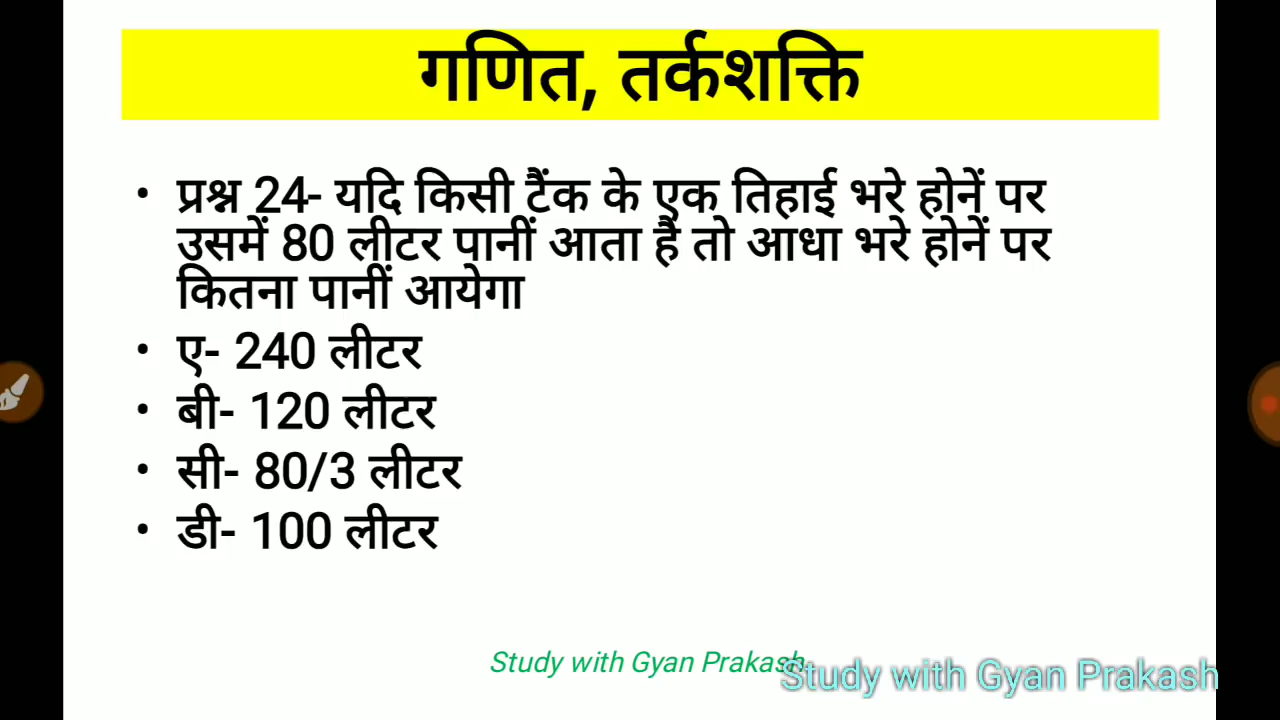 गणित, तर्कशक्ति
• प्रश्न 24- यदि किसी टैंक के एक तिहाई भरे होनें पर
उसमें 80 लीटर पानीं आता है तो आधा भरे होनें पर
कितना पानीं आयेगा
• ए- 240 लीटर
• बी- 120 लीटर
• सी- 80/3 लीटर
• डी- 100 लीटर
Study with Gyan Prakash
Study with Gyan Prakash